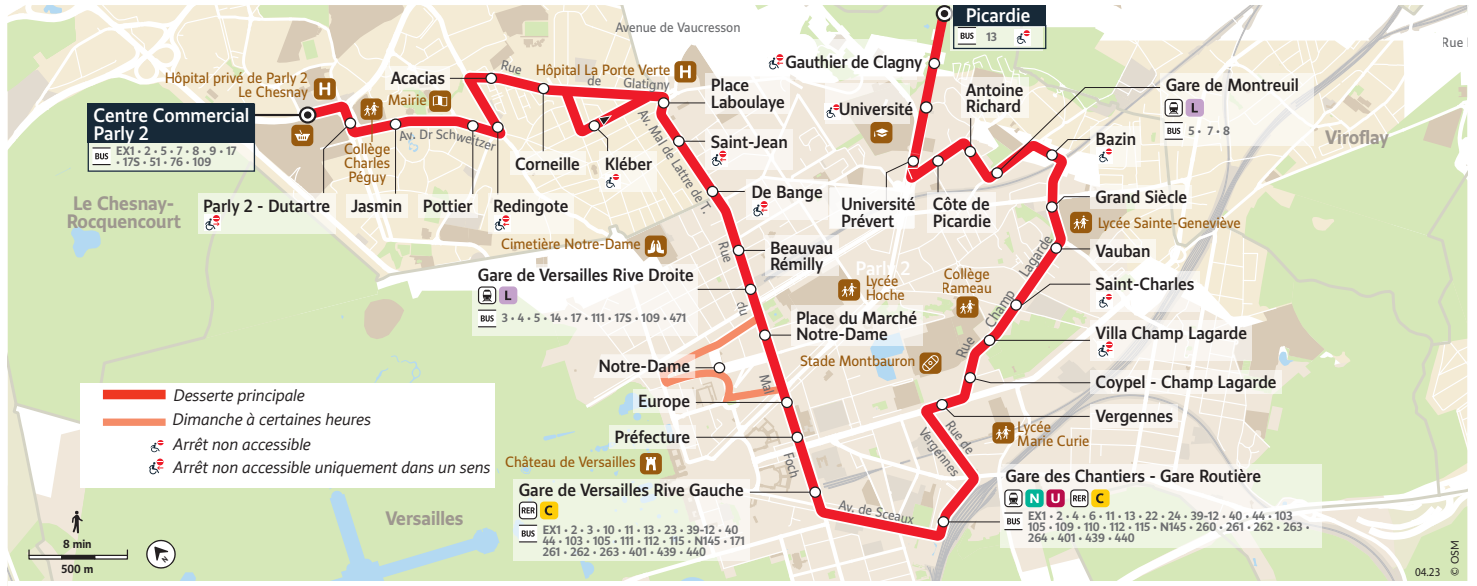 Picardie
BUS 13
Avenue de Vaucresson
Rue
Hôpital privé de Parly 2
Le Chesnay
H
Centre Commercial
Parly 2
BUS EX1 • 2 • 5 • 7 • 8 • 9 • 17
• 17S • 51 • 76 • 109
Mairie
Collège
Charles
Péguy
Acacias
Rue
de
Glatigny
Hôpital La Porte Verte
H
Place
Laboulaye
Av. Dr Schweitzer
Av. Mal de Lattre de T.
Corneille
Kléber
Saint-Jean
De Bange
Le Chesnay-
Rocquencourt
Parly 2 - Dutartre
Jasmin
Pottier
Redingote
Cimetière Notre-Dame
Gauthier de Clagny
Université
Antoine
Richard
Gare de Montreuil
L
BUS 5 • 7 • 8
Bazin
Viroflay
Université
Prévert
Côte de
Picardie
Grand Siècle
Lycée Sainte-Geneviève
Vauban
Beauvau
Rémilly
Parly 2
Lycée
Hoche
Collège
Rameau
Saint-Charles
Gare de Versailles Rive Droite
L
BUS 3 • 4 • 5 • 14 • 17 • 111 • 17S • 109 • 471
Rue
du
Mal
Foch
Place du Marché
Notre-Dame
Rue
Champ
Lagarde
Villa Champ Lagarde
Stade Montbauron
Notre-Dame
Coypel - Champ Lagarde
Europe
Vergennes
Préfecture
Rue de
Vergennes
Lycée
Marie Curie
Desserte principale
Dimanche à certaines heures
Arrêt non accessible
Arrêt non accessible uniquement dans un sens
Château de Versailles
Gare de Versailles Rive Gauche
RER C
BUS EX1 • 2 • 3 • 10 • 11 • 13 • 23 • 39-12 • 40
44 • 103 • 105 • 111 • 112 • 115 • N145 • 171
261 • 262 • 263 • 401 • 439 • 440
Av. de Sceaux
Gare des Chantiers - Gare Routière
N U RER C
BUS EX1 • 2 • 4 • 6 • 11 • 13 • 22 • 24 • 39-12 • 40 • 44 • 103
105 • 109 • 110 • 112 • 115 • N145 • 260 • 261 • 262 • 263 •
264 • 401 • 439 • 440
Versailles
8 min
500 m
04.23 © OSM